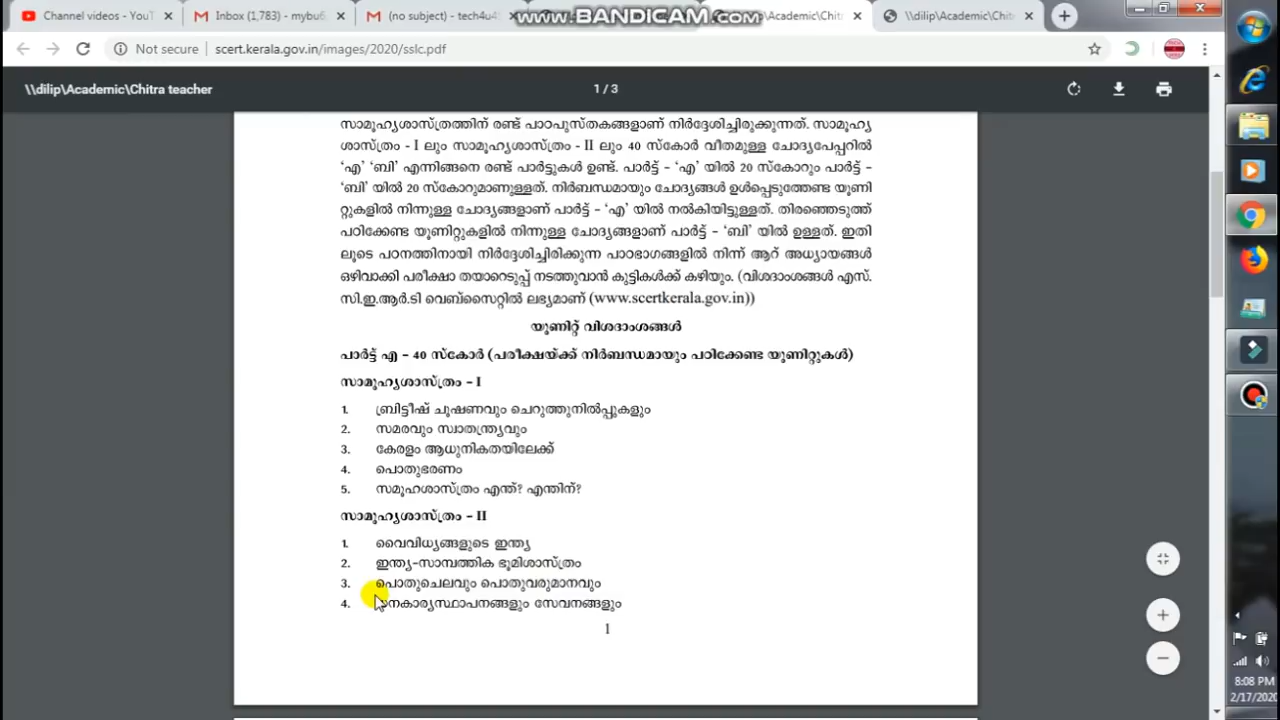 Channel videos - YouT
Inbox (1,783) - mybu6
(no subject) - tech4u4
www.BANDICAM.com
\Academic\Chitr
\\dilip\Academic\Chitr
Not secure
scert.kerala.gov.in/images/2020/sslc.pdf
\\dilip\Academic\Chitra teacher
1 / 3
സാമൂഹ്യശാസ്ത്രത്തിന് രണ്ട് പാഠപുസ്തകങ്ങളാണ് നിർദ്ദേശിച്ചിരുക്കുന്നത്. സാമൂഹ്യ
ശാസ്ത്രം - I ലും സാമൂഹ്യശാസ്ത്രം - II ലും 40 സ്കോർ വീതമുള്ള ചോദ്യപേപ്പറിൽ
‘എ’ ‘ബി’ എന്നിങ്ങനെ രണ്ട് പാർട്ടുകൾ ഉണ്ട്. പാർട്ട് - ‘എ’ യിൽ 20 സ്കോറും പാർട്ട് -
‘ബി’ യിൽ 20 സ്കോറുമാണുള്ളത്. നിർബന്ധമായും ചോദ്യങ്ങൾ ഉൾപ്പെടുത്തേണ്ട യൂണി
റ്റുകളിൽ നിന്നുള്ള ചോദ്യങ്ങളാണ് പാർട്ട് - ‘എ’ യിൽ നൽകിയിട്ടുള്ളത്. തിരഞ്ഞെടുത്ത്
പഠിക്കേണ്ട യൂണിറ്റുകളിൽ നിന്നുള്ള ചോദ്യങ്ങളാണ് പാർട്ട് - ‘ബി’ യിൽ ഉള്ളത്. ഇതി
ലൂടെ പഠനത്തിനായി നിർദ്ദേശിച്ചിരിക്കുന്ന പാഠഭാഗങ്ങളിൽ നിന്ന് ആറ് അധ്യായങ്ങൾ
ഒഴിവാക്കി പരീക്ഷാ തയാറെടുപ്പ് നടത്തുവാൻ കുട്ടികൾക്ക് കഴിയും. (വിശദാംശങ്ങൾ എസ്.
സി.ഇ.ആർ.ടി വെബ്സൈറ്റിൽ ലഭ്യമാണ് (www.scertkerala.gov.in))
യൂണിറ്റ് വിശദാംശങ്ങൾ
പാർട്ട് എ - 40 സ്കോർ (പരീക്ഷയ്ക്ക് നിർബന്ധമായും പഠിക്കേണ്ട യൂണിറ്റുകൾ)
സാമൂഹ്യശാസ്ത്രം - I
1. ബ്രിട്ടീഷ് ചൂഷണവും ചെറുത്തുനിൽപ്പുകളും
2. സമരവും സ്വാതന്ത്ര്യവും
3. കേരളം ആധുനികതയിലേക്ക്
4. പൊതുഭരണം
5. സമൂഹശാസ്ത്രം എന്ത്? എന്തിന്?
സാമൂഹ്യശാസ്ത്രം - II
1. വൈവിധ്യങ്ങളുടെ ഇന്ത്യ
2. ഇന്ത്യ-സാമ്പത്തിക ഭൂമിശാസ്ത്രം
3. പൊതുചെലവും പൊതുവരുമാനവും
4. ധനകാര്യസ്ഥാപനങ്ങളും സേവനങ്ങളും
1
8:08 PM
2/17/2020